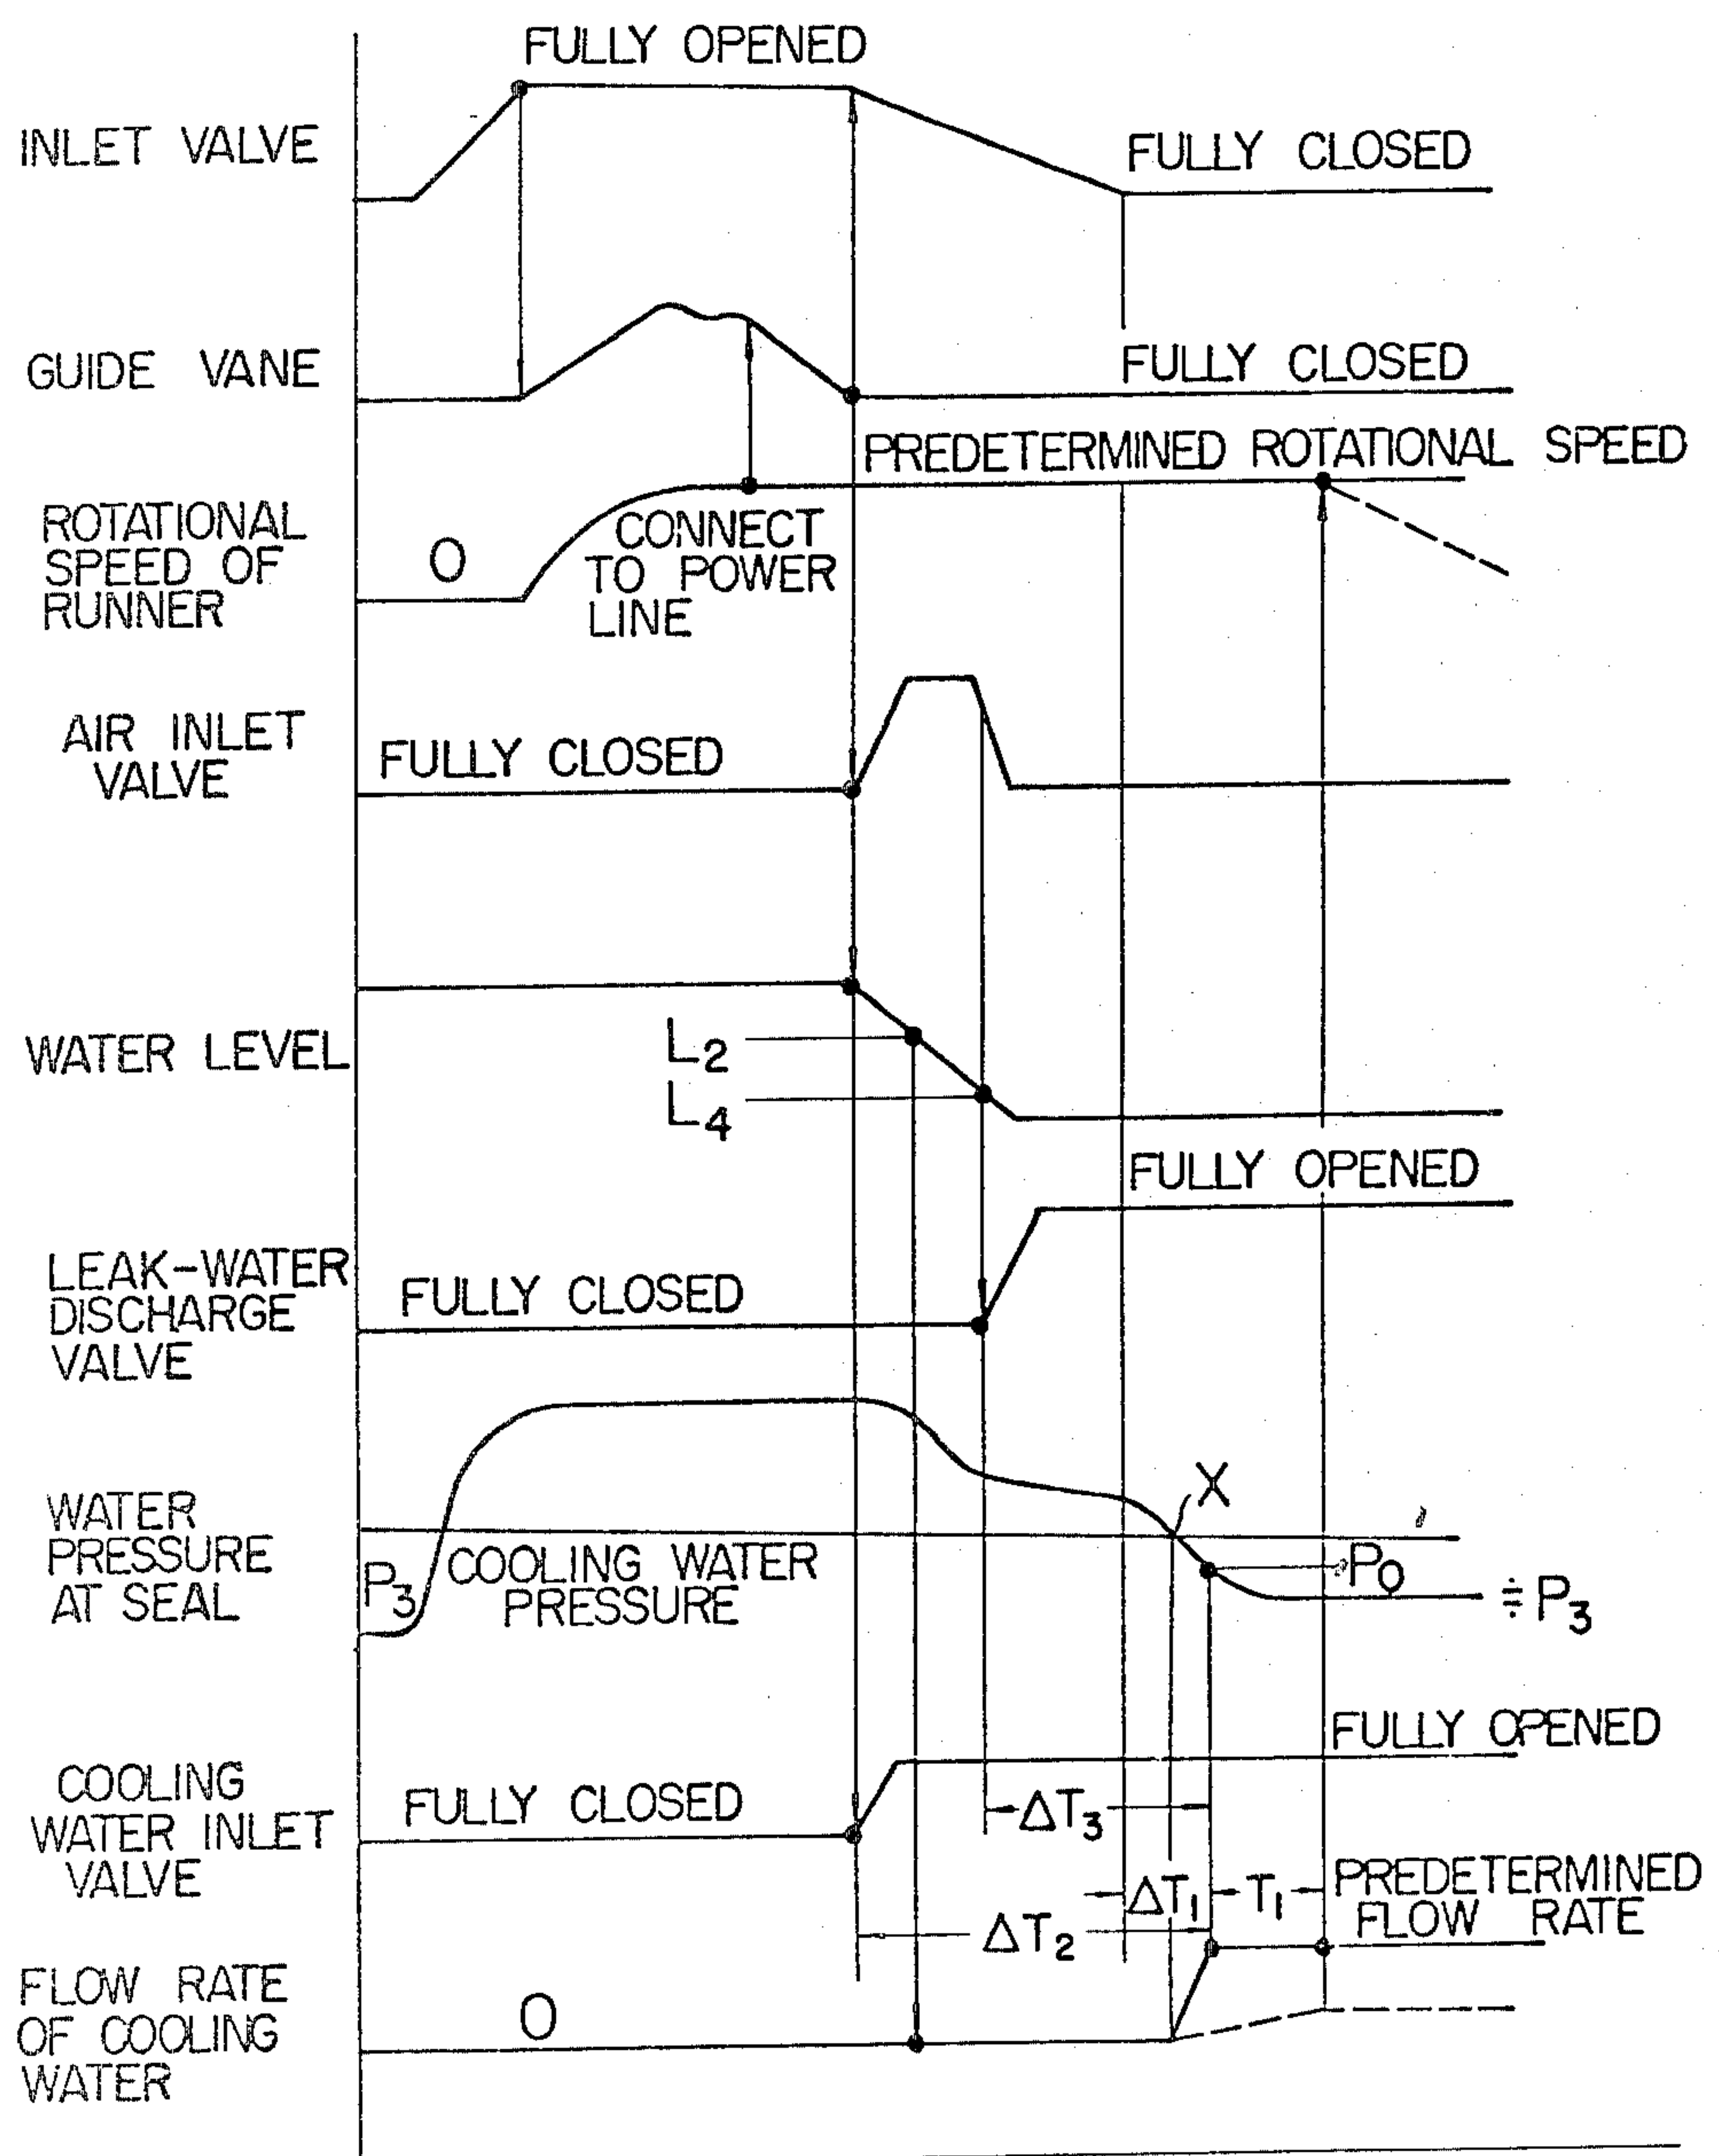 FULLY OPENED
INLET VALVE
FULLY CLOSED
GUIDE VANE
FULLY CLOSED
PREDETERMINED ROTATIONAL SPEED
ROTATIONAL
SPEED OF
RUNNER
O
CONNECT
TO POWER
LINE
AIR INLET
VALVE
FULLY CLOSED
WATER LEVEL
L2
L4
FULLY OPENED
LEAK-WATER
DISCHARGE
VALVE
FULLY CLOSED
X
WATER
PRESSURE
AT SEAL
P3
COOLING WATER
PRESSURE
P0
≑ P3
FULLY OPENED
COOLING
WATER INLET
VALVE
FULLY CLOSED
ΔT3
ΔT1
T1
PREDETERMINED
FLOW RATE
ΔT2
FLOW RATE
OF COOLING
WATER
O